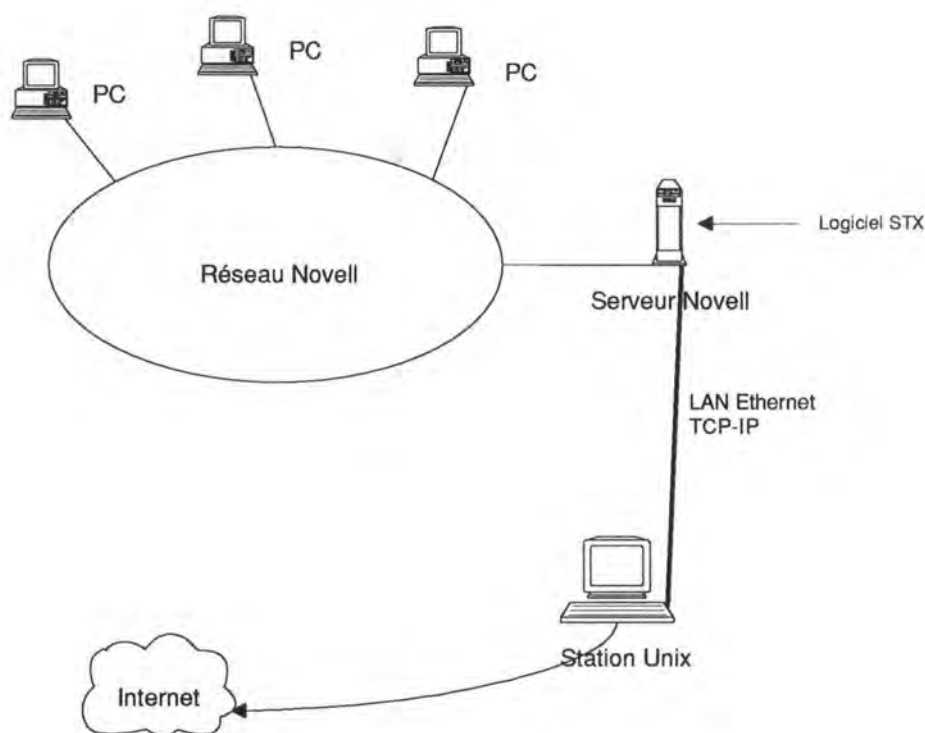 PC
PC
PC
Réseau Novell
Logiciel STX
Serveur Novell
LAN Ethernet
TCP-IP
Station Unix
Internet